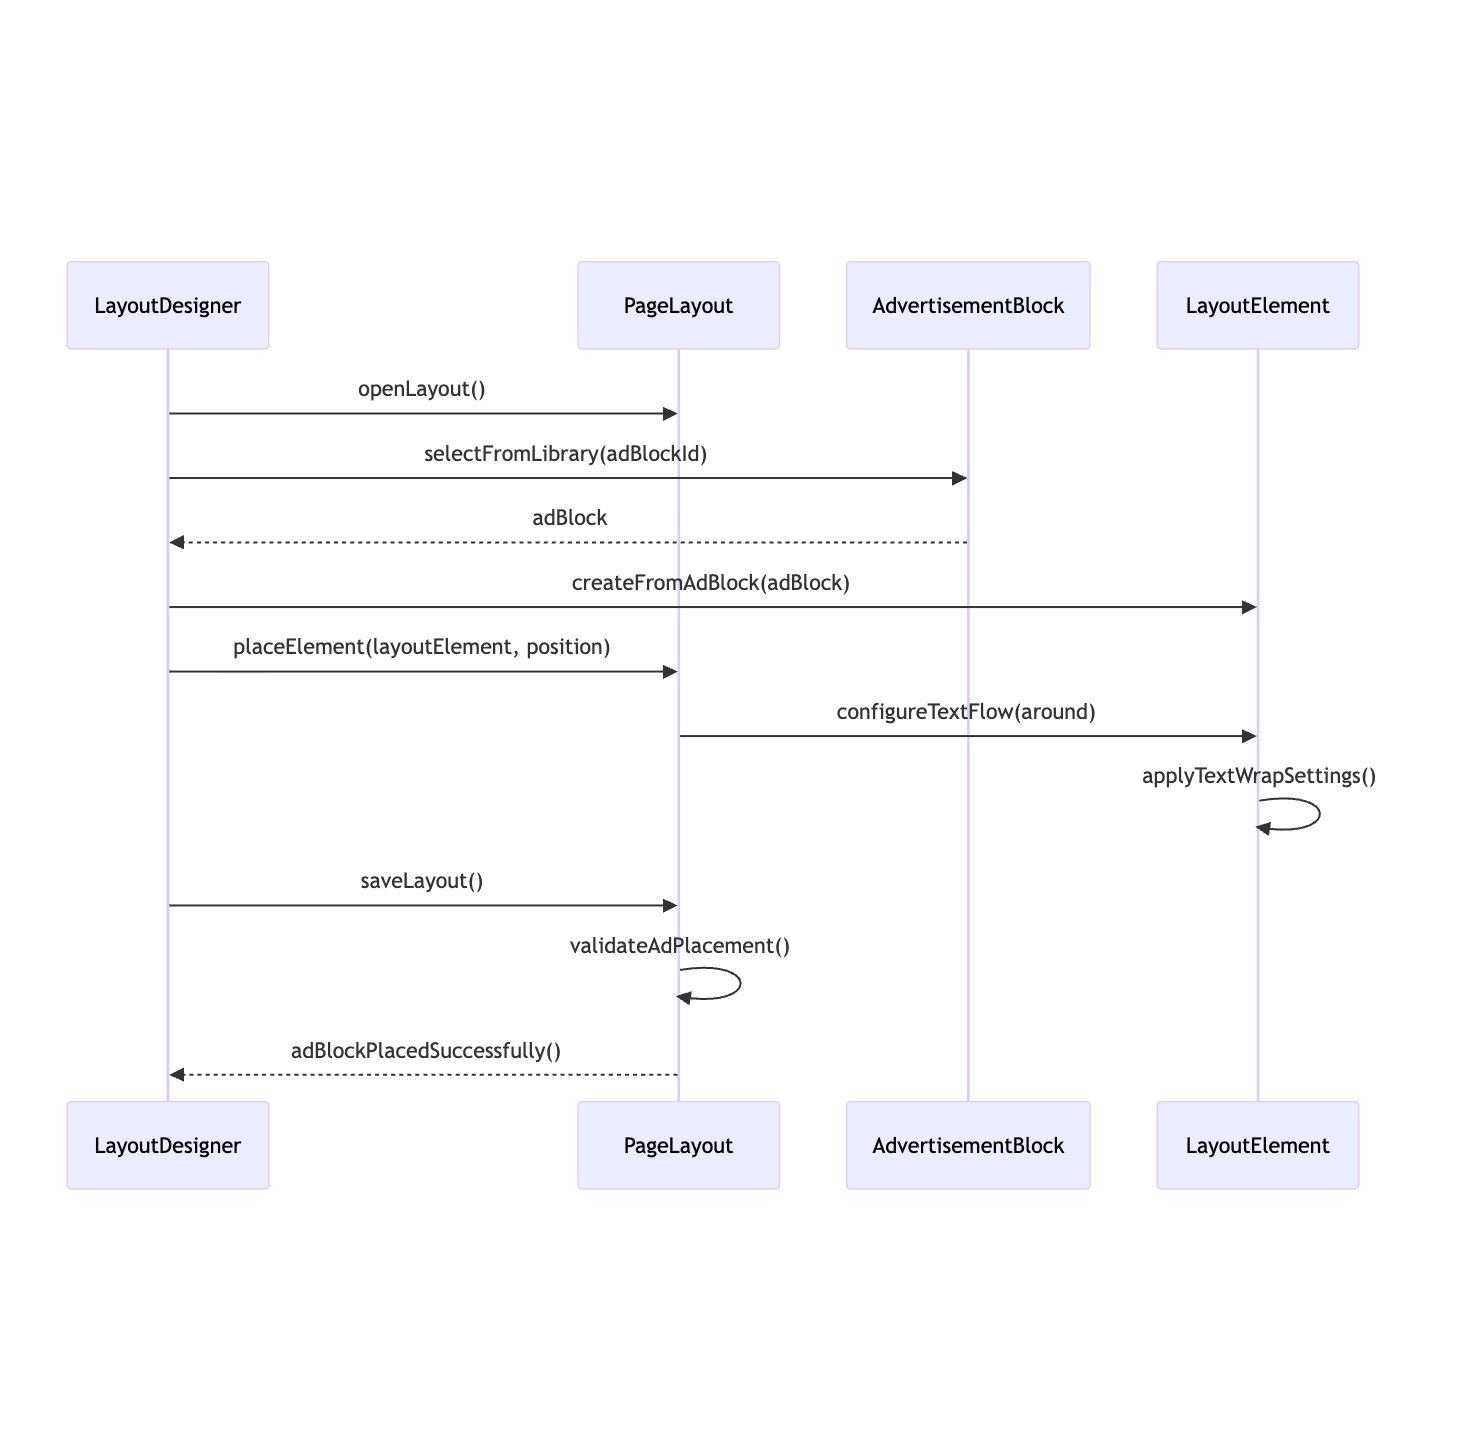 LayoutDesigner
PageLayout
AdvertisementBlock
LayoutElement
openLayout()
selectFromLibrary(adBlockId)
adBlock
createFromAdBlock(adBlock)
placeElement(layoutElement, position)
configureTextFlow(around)
applyTextWrapSettings()
saveLayout()
validateAdPlacement()
adBlockPlacedSuccessfully()
LayoutDesigner
PageLayout
AdvertisementBlock
LayoutElement